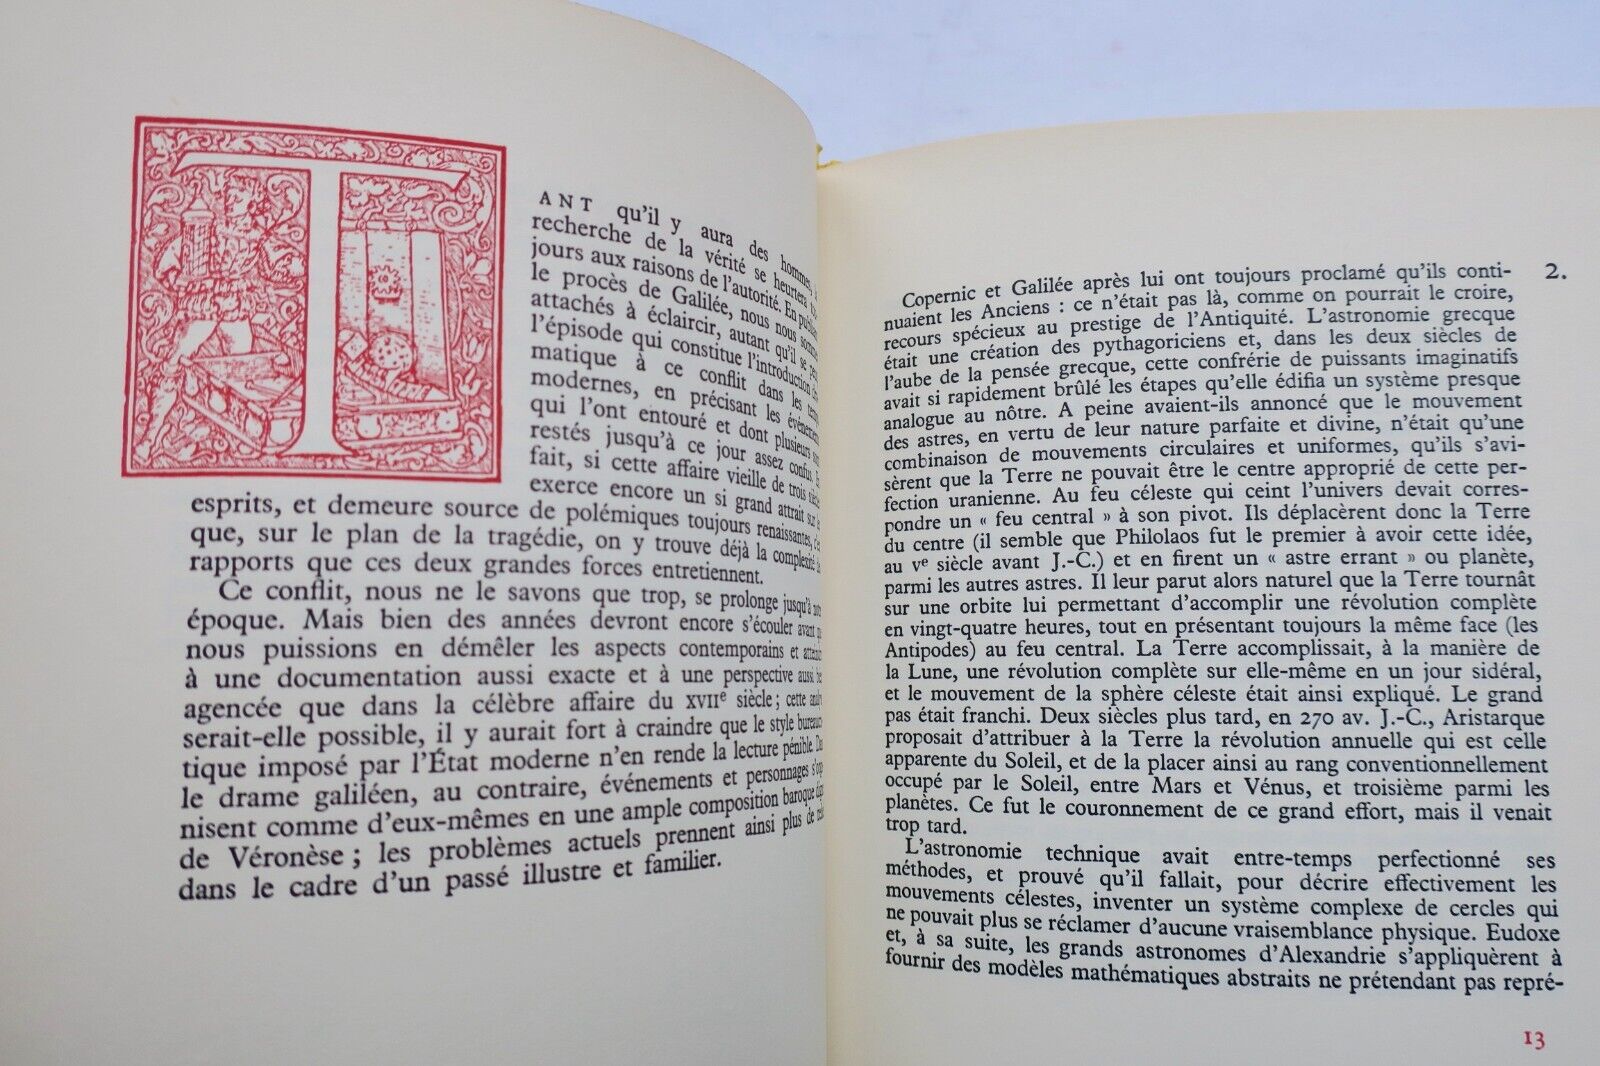 TANT qu'il y aura des hommes,
recherche de la vérité se heurtera tou-
jours aux raisons de l'autorité. En publiant
le procès de Galilée, nous nous sommes
attachés à éclaircir, autant qu'il se peut
l'épisode qui constitue l'introduction
matique à ce conflit dans les temps
modernes, en précisant les événements
qui l'ont entouré et dont plusieurs sont
restés jusqu'à ce jour assez confus.
fait, si cette affaire vieille de trois siècles
exerce encore un si grand attrait sur
esprits, et demeure source de polémiques toujours renaissantes,
que, sur le plan de la tragédie, on y trouve déjà la complexité
rapports que ces deux grandes forces entretiennent.
Ce conflit, nous ne le savons que trop, se prolonge jusqu'à notre
époque. Mais bien des années devront encore s'écouler avant que
nous puissions en démêler les aspects contemporains et
à une documentation aussi exacte et à une perspective aussi
agencée que dans la célèbre affaire du XVIIe siècle ; cette
serait-elle possible, il y aurait fort à craindre que le style bureaucra-
tique imposé par l'État moderne n'en rende la lecture pénible. Dans
le drame galiléen, au contraire, événements et personnages s'orga-
nisent comme d'eux-mêmes en une ample composition baroque digne
de Véronèse ; les problèmes actuels prennent ainsi plus de
dans le cadre d'un passé illustre et familier.
2.
Copernic et Galilée après lui ont toujours proclamé qu'ils conti-
nuaient les Anciens : ce n'était pas là, comme on pourrait le croire,
recours spécieux au prestige de l'Antiquité. L'astronomie grecque
était une création des pythagoriciens et, dans les deux siècles de
l'aube de la pensée grecque, cette confrérie de puissants imaginatifs
avait si rapidement brûlé les étapes qu'elle édifia un système presque
analogue au nôtre. A peine avaient-ils annoncé que le mouvement
des astres, en vertu de leur nature parfaite et divine, n'était qu'une
combinaison de mouvements circulaires et uniformes, qu'ils s'avi-
sèrent que la Terre ne pouvait être le centre approprié de cette per-
fection uranienne. Au feu céleste qui ceint l'univers devait corres-
pondre un « feu central » à son pivot. Ils déplacèrent donc la Terre
du centre (il semble que Philolaos fut le premier à avoir cette idée,
au Ve siècle avant J.-C.) et en firent un « astre errant » ou planète,
parmi les autres astres. Il leur parut alors naturel que la Terre tournât
sur une orbite lui permettant d'accomplir une révolution complète
en vingt-quatre heures, tout en présentant toujours la même face (les
Antipodes) au feu central. La Terre accomplissait, à la manière de
la Lune, une révolution complète sur elle-même en un jour sidéral,
et le mouvement de la sphère céleste était ainsi expliqué. Le grand
pas était franchi. Deux siècles plus tard, en 270 av. J.-C., Aristarque
proposait d'attribuer à la Terre la révolution annuelle qui est celle
apparente du Soleil, et de la placer ainsi au rang conventionnellement
occupé par le Soleil, entre Mars et Vénus, et troisième parmi les
planètes. Ce fut le couronnement de ce grand effort, mais il venait
trop tard.
L'astronomie technique avait entre-temps perfectionné ses
méthodes, et prouvé qu'il fallait, pour décrire effectivement les
mouvements célestes, inventer un système complexe de cercles qui
ne pouvait plus se réclamer d'aucune vraisemblance physique. Eudoxe
et, à sa suite, les grands astronomes d'Alexandrie s'appliquèrent à
fournir des modèles mathématiques abstraits ne prétendant pas repré-
13